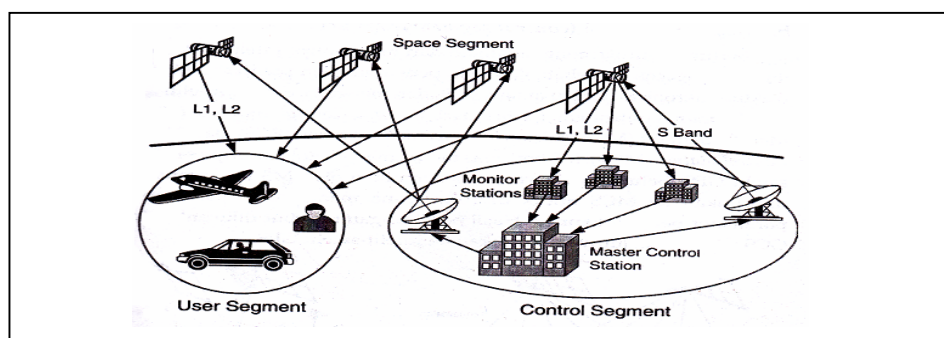 Space Segment
L1, L2
L1, L2
S Band
Monitor
Stations
Master Control
Station
User Segment
Control Segment